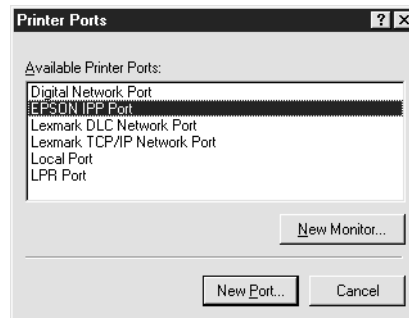 Printer Ports
Available Printer Ports:
Digital Network Port
EPSON IPP Port
Lexmark DLC Network Port
Lexmark TCP/IP Network Port
Local Port
LPR Port
New Monitor...
New Port... Cancel